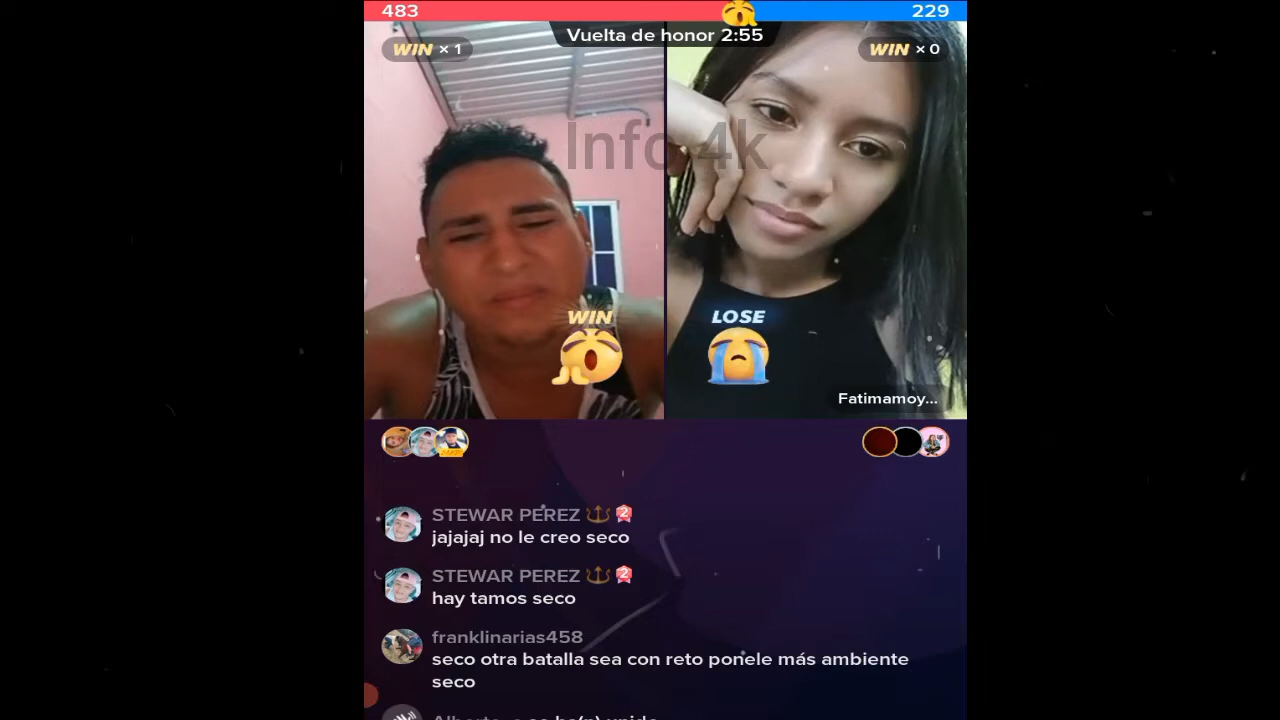 483
229
Vuelta de honor 2:55
WIN × 1
WIN × 0
Info 4k
WIN
LOSE
Fatimamoy...
STEWAR PEREZ 2
jajajaj no le creo seco
STEWAR PEREZ 2
hay tamos seco
franklinarias458
seco otra batalla sea con reto ponele más ambiente
seco